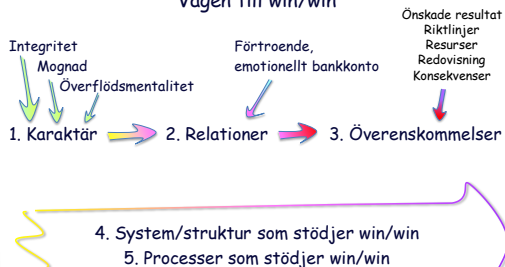 Vägen till win/win
Önskade resultat
Riktlinjer
Resurser
Redovisning
Konsekvenser
Integritet
Mognad
Överflödsmentalitet
Förtroende,
emotionellt bankkonto
1. Karaktär
2. Relationer
3. Överenskommelser
4. System/struktur som stödjer win/win
5. Processer som stödjer win/win